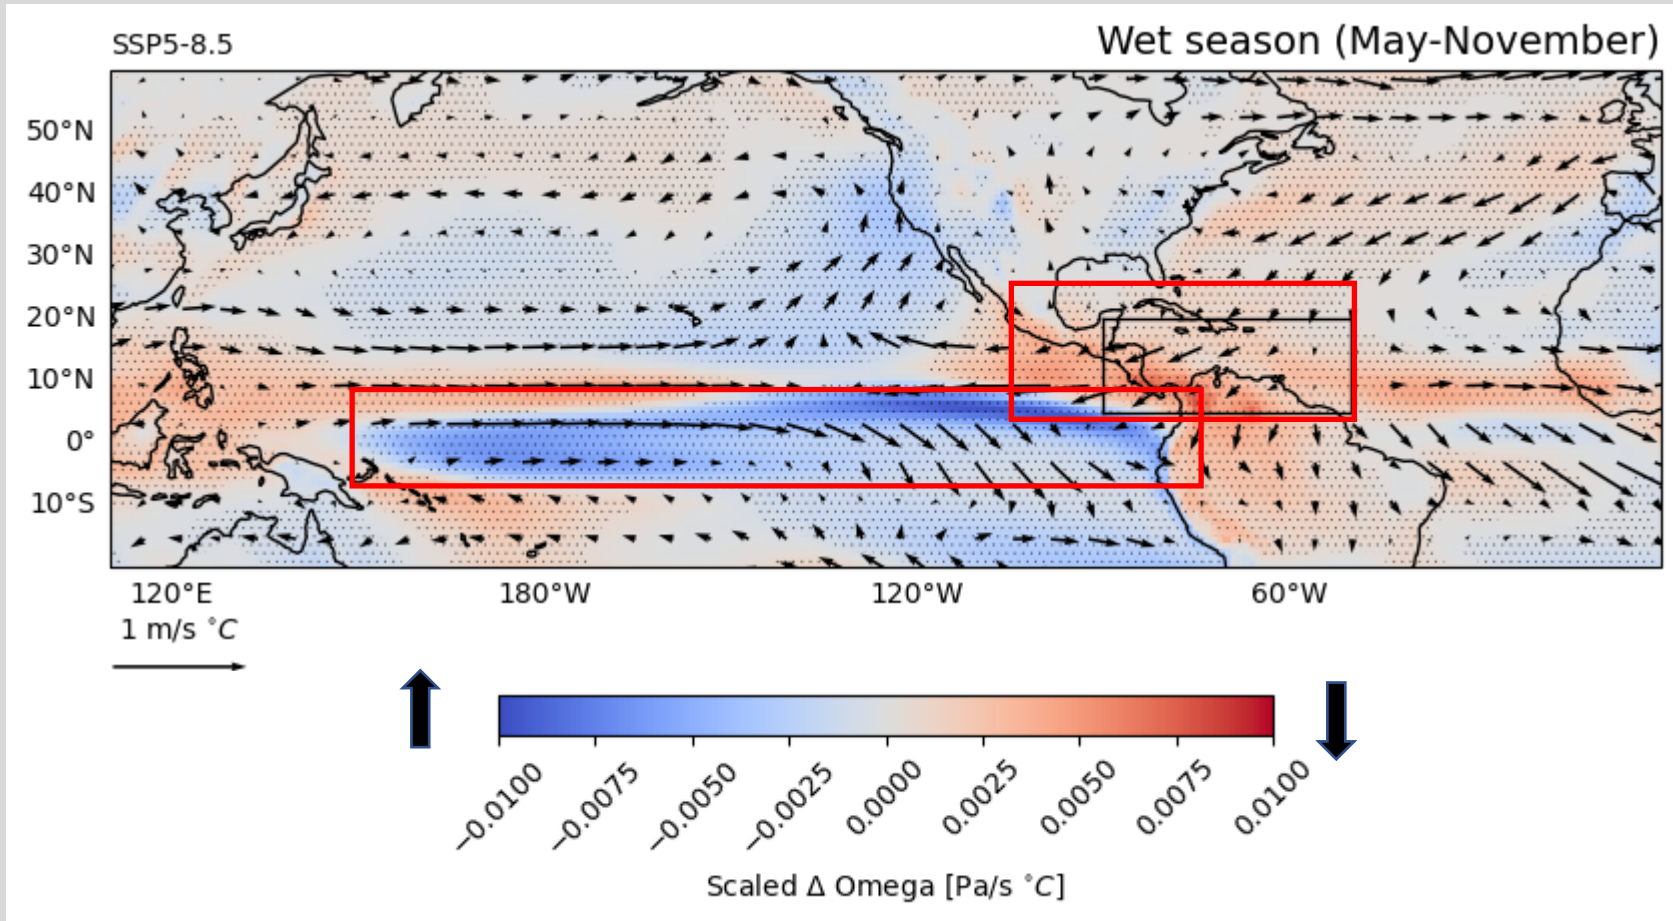 SSP5-8.5
Wet season (May-November)
50°N
40°N
30°N
20°N
10°N
0°
10°S
120°E
180°W
120°W
60°W
1 m/s °C
−0.0100
−0.0075
−0.0050
−0.0025
0.0000
0.0025
0.0050
0.0075
0.0100
Scaled Δ Omega [Pa/s °C]